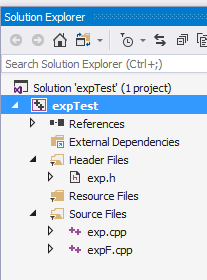 Solution Explorer
Search Solution Explorer (Ctrl+;)
Solution 'expTest' (1 project)
expTest
References
External Dependencies
Header Files
exp.h
Resource Files
Source Files
exp.cpp
expF.cpp